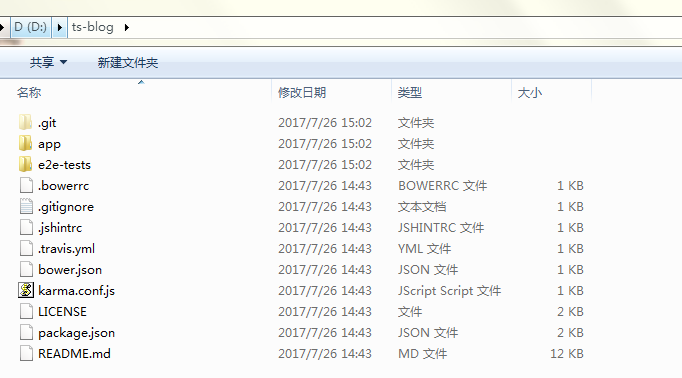 D (D:) ts-blog
共享 新建文件夹
名称 修改日期 类型 大小
.git 2017/7/26 15:02 文件夹
app 2017/7/26 15:02 文件夹
e2e-tests 2017/7/26 15:02 文件夹
.bowerrc 2017/7/26 14:43 BOWERRC 文件 1 KB
.gitignore 2017/7/26 14:43 文本文档 1 KB
.jshintrc 2017/7/26 14:43 JSHINTRC 文件 1 KB
.travis.yml 2017/7/26 14:43 YML 文件 1 KB
bower.json 2017/7/26 14:43 JSON 文件 1 KB
karma.conf.js 2017/7/26 14:43 JScript Script 文件 1 KB
LICENSE 2017/7/26 14:43 文件 2 KB
package.json 2017/7/26 14:43 JSON 文件 2 KB
README.md 2017/7/26 14:43 MD 文件 12 KB